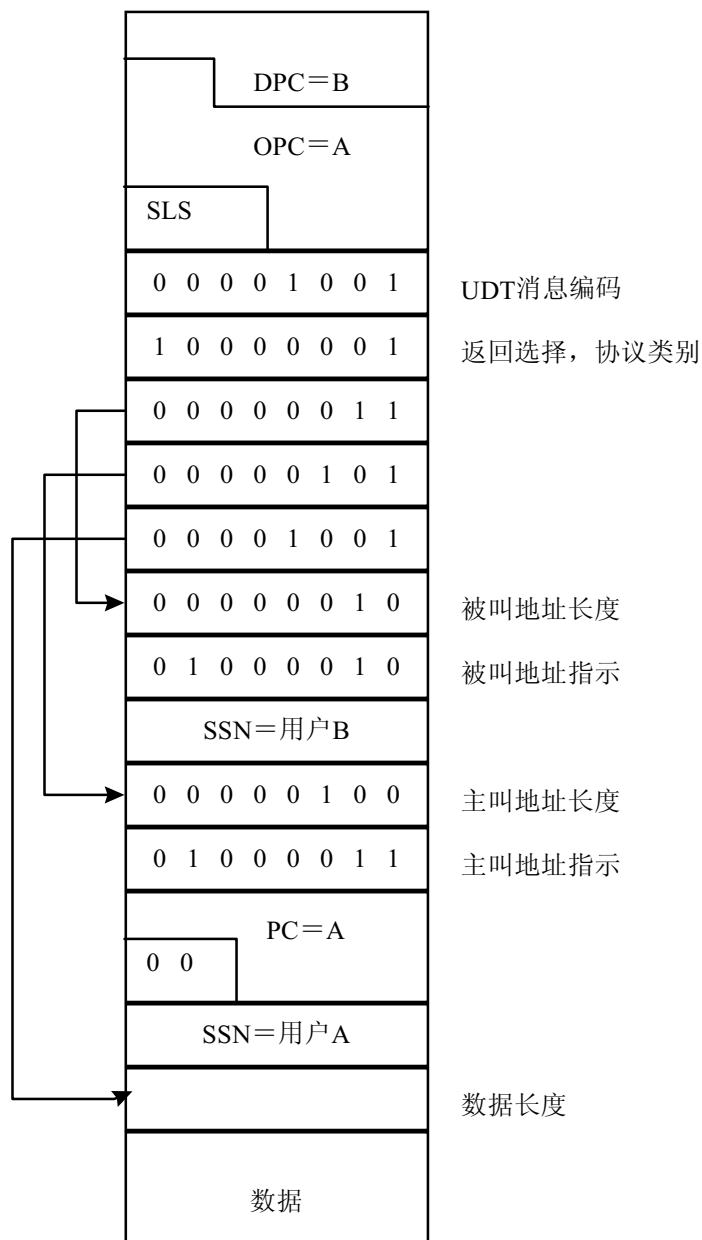 DPC＝B
OPC＝A
SLS
0 0 0 0 1 0 0 1 UDT消息编码
1 0 0 0 0 0 0 1 返回选择，协议类别
0 0 0 0 0 0 1 1
0 0 0 0 0 1 0 1
0 0 0 0 1 0 0 1
0 0 0 0 0 0 1 0 被叫地址长度
0 1 0 0 0 0 1 0 被叫地址指示
SSN＝用户B
0 0 0 0 0 1 0 0 主叫地址长度
0 1 0 0 0 0 1 1 主叫地址指示
PC＝A
0 0
SSN＝用户A
数据长度
数据